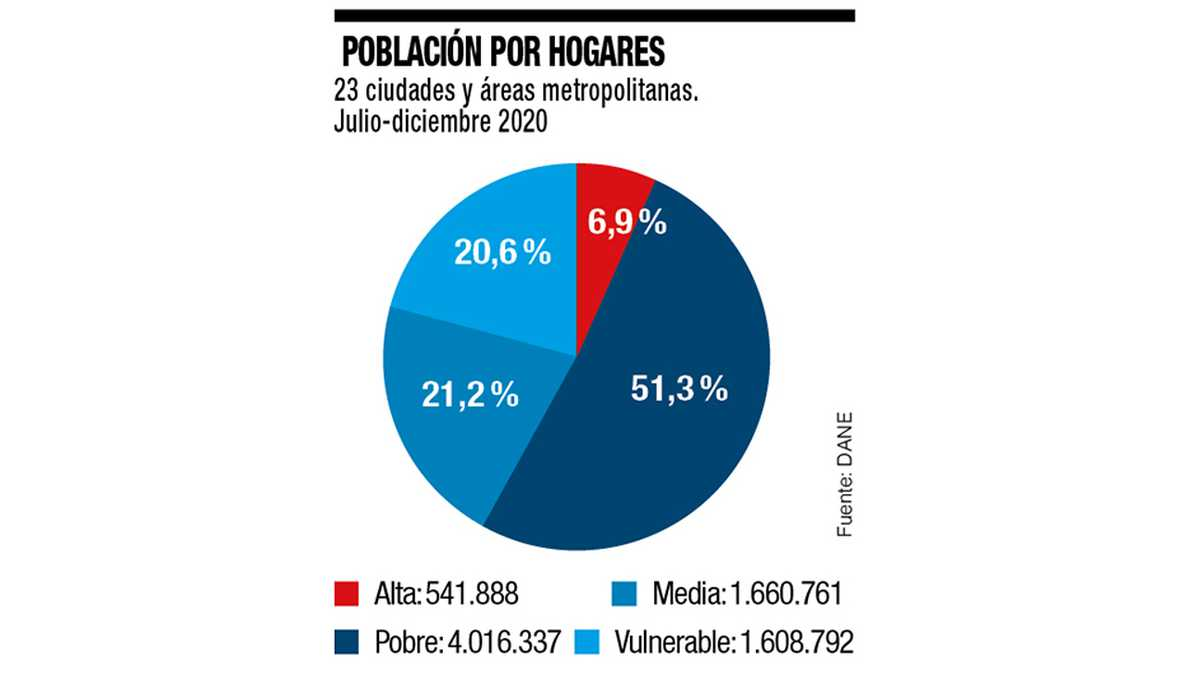 POBLACIÓN POR HOGARES
23 ciudades y áreas metropolitanas.
Julio-diciembre 2020
6,9 %
20,6 %
51,3 %
21,2 %
Fuente: DANE
Alta: 541.888
Media: 1.660.761
Pobre: 4.016.337
Vulnerable: 1.608.792